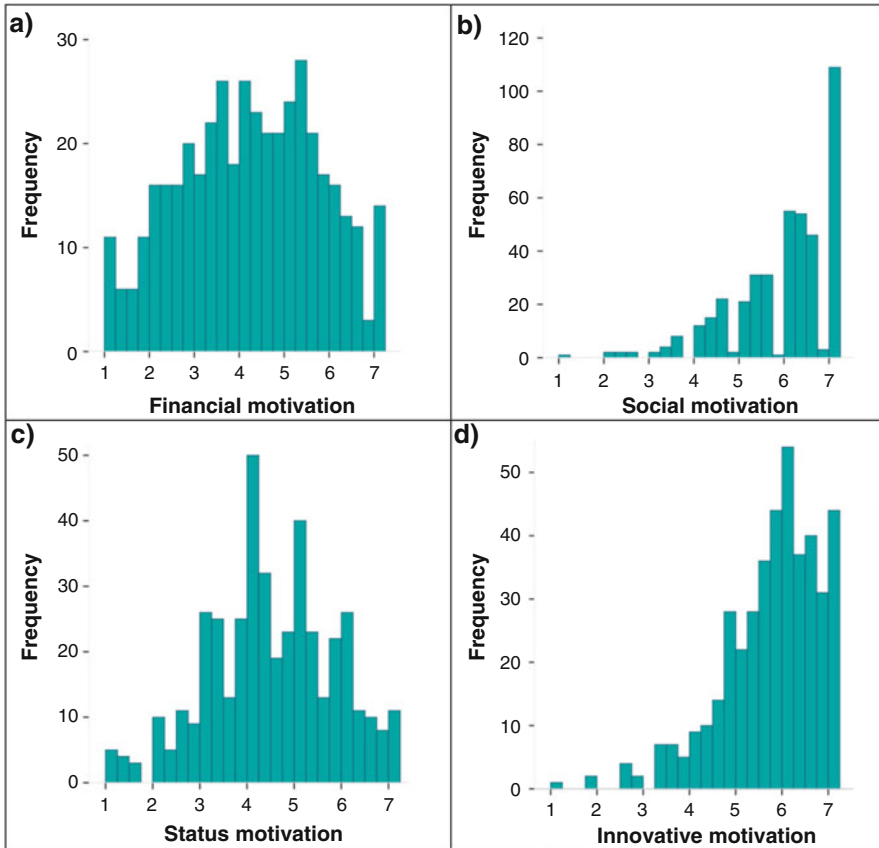 a)
30
20
10
0
Frequency
1 2 3 4 5 6 7
Financial motivation
b)
120
100
80
60
40
20
0
Frequency
1 2 3 4 5 6 7
Social motivation
c)
50
40
30
20
10
0
Frequency
1 2 3 4 5 6 7
Status motivation
d)
50
40
30
20
10
0
Frequency
1 2 3 4 5 6 7
Innovative motivation